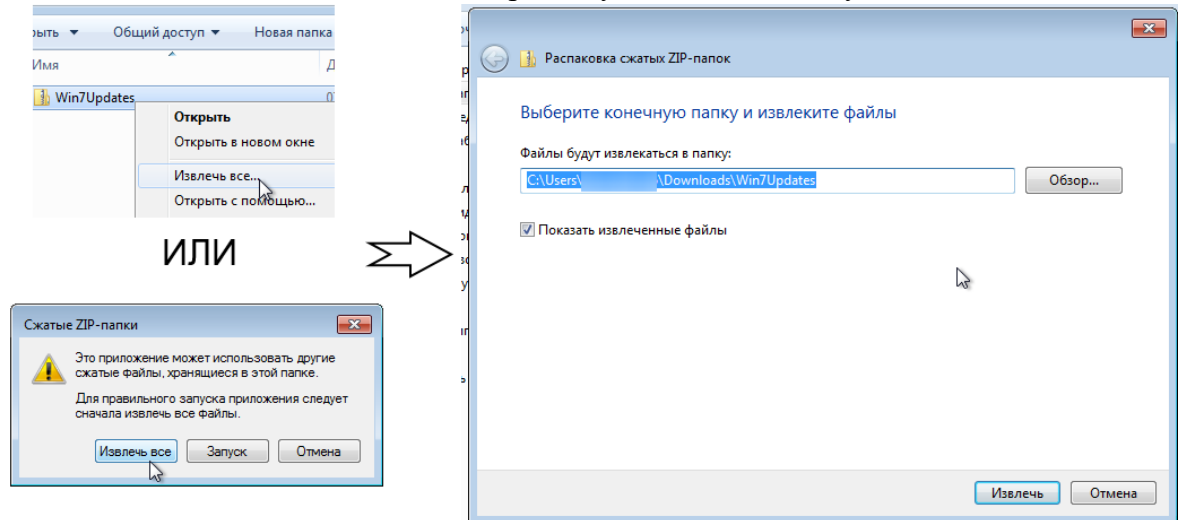 рыть Общий доступ Новая папка
Имя
Win7Updates
Открыть
Открыть в новом окне
Извлечь все...
Открыть с помощью...
ИЛИ
Сжатые ZIP-папки
Это приложение может использовать другие
сжатые файлы, хранящиеся в этой папке.
Для правильного запуска приложения следует
сначала извлечь все файлы.
Извлечь все Запуск Отмена
Распаковка сжатых ZIP-папок
Выберите конечную папку и извлеките файлы
Файлы будут извлекаться в папку:
C:\Users\ \Downloads\Win7Updates Обзор...
Показать извлеченные файлы
Извлечь Отмена